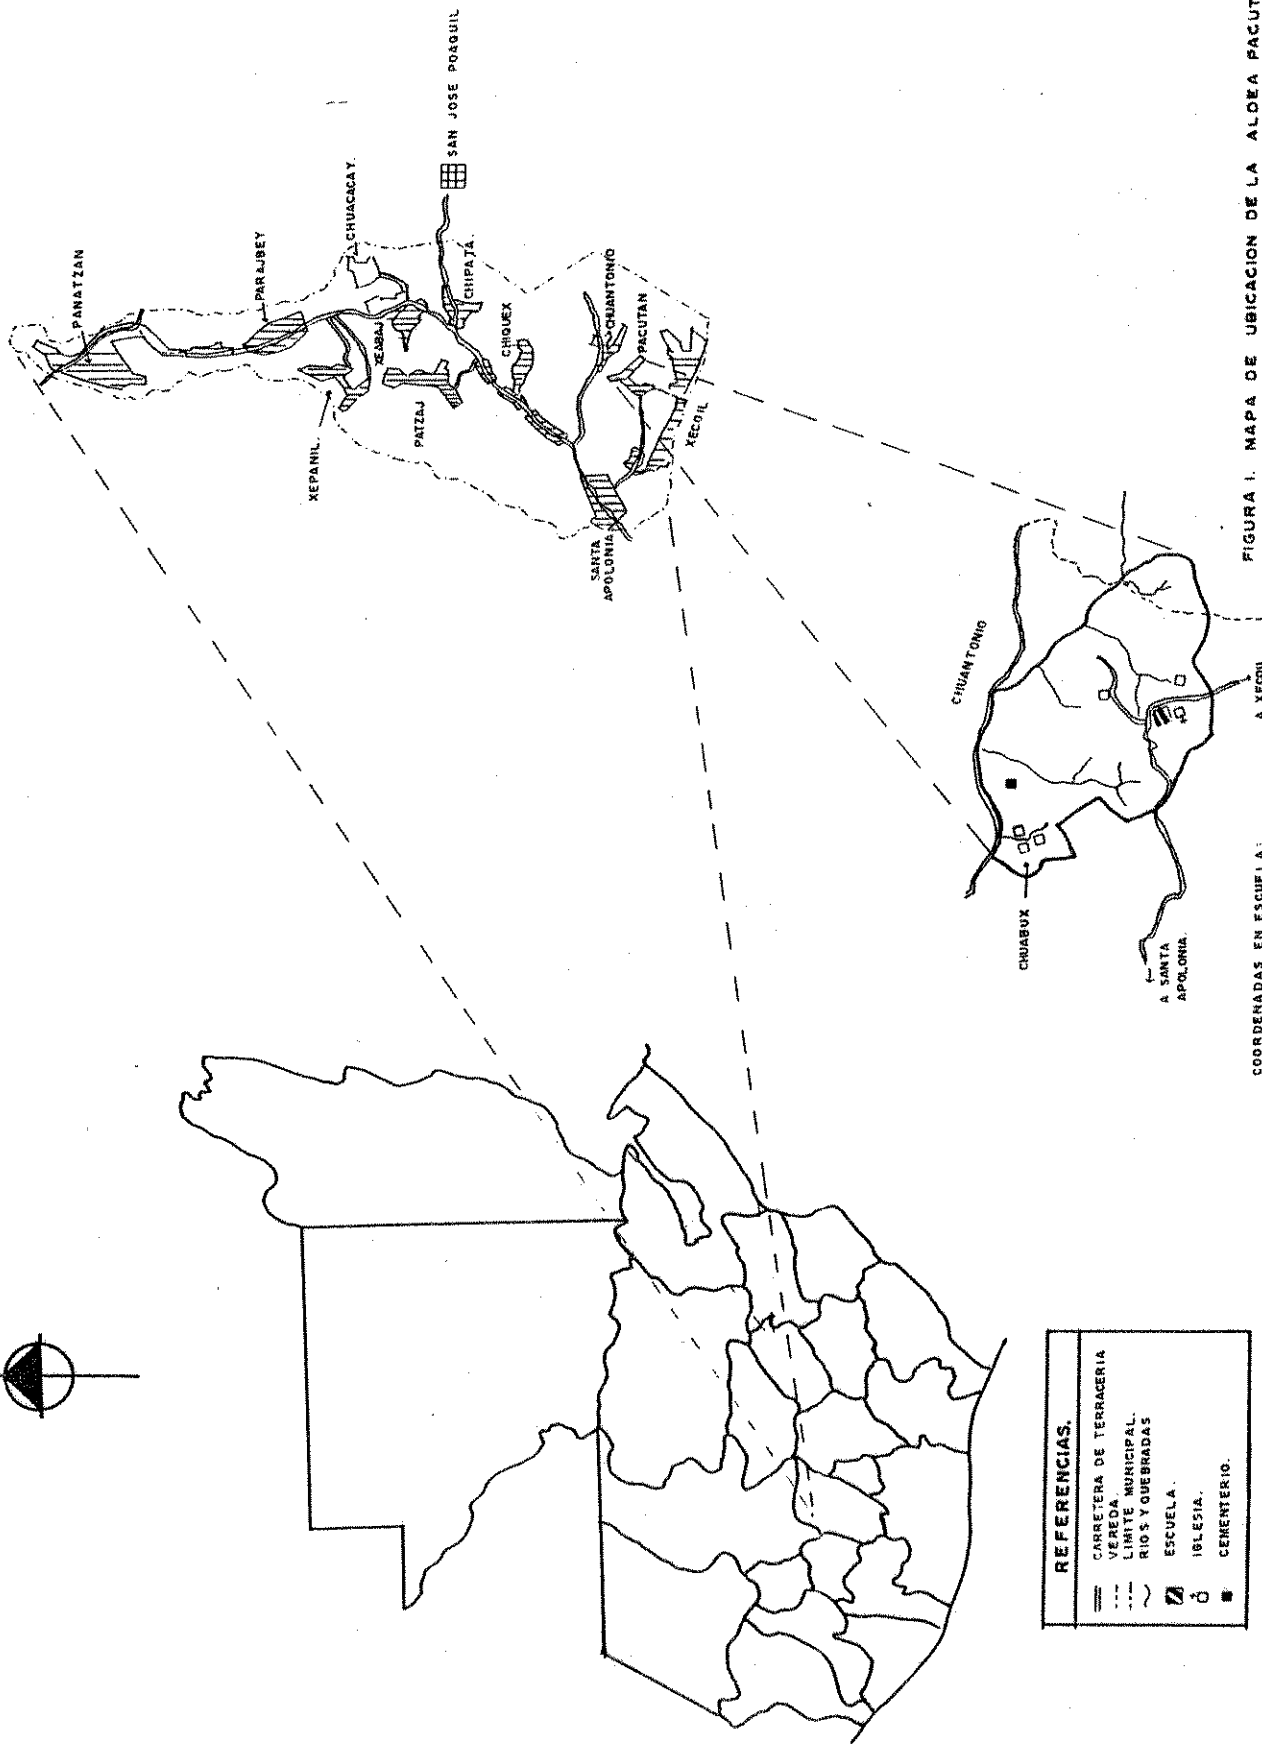 PANATZAN
PARAJBEY
CHUACACAY.
SAN JOSE POAQUIL
XEPANIL.
XEABAJ
PATZAJ
CHIPATA.
CHIQUEX
CHUANTONIO
PACUTAN
XECOIL
SANTA
APOLONIA.
CHUANTONIO
CHUABUX
A SANTA
APOLONIA.
A XECOIL
COORDENADAS EN ESCUELA:
REFERENCIAS.
CARRETERA DE TERRACERIA
VEREDA.
LIMITE MUNICIPAL.
RIOS Y QUEBRADAS
ESCUELA.
IGLESIA.
CEMENTERIO.
FIGURA 1. MAPA DE UBICACION DE LA ALDEA PACUT